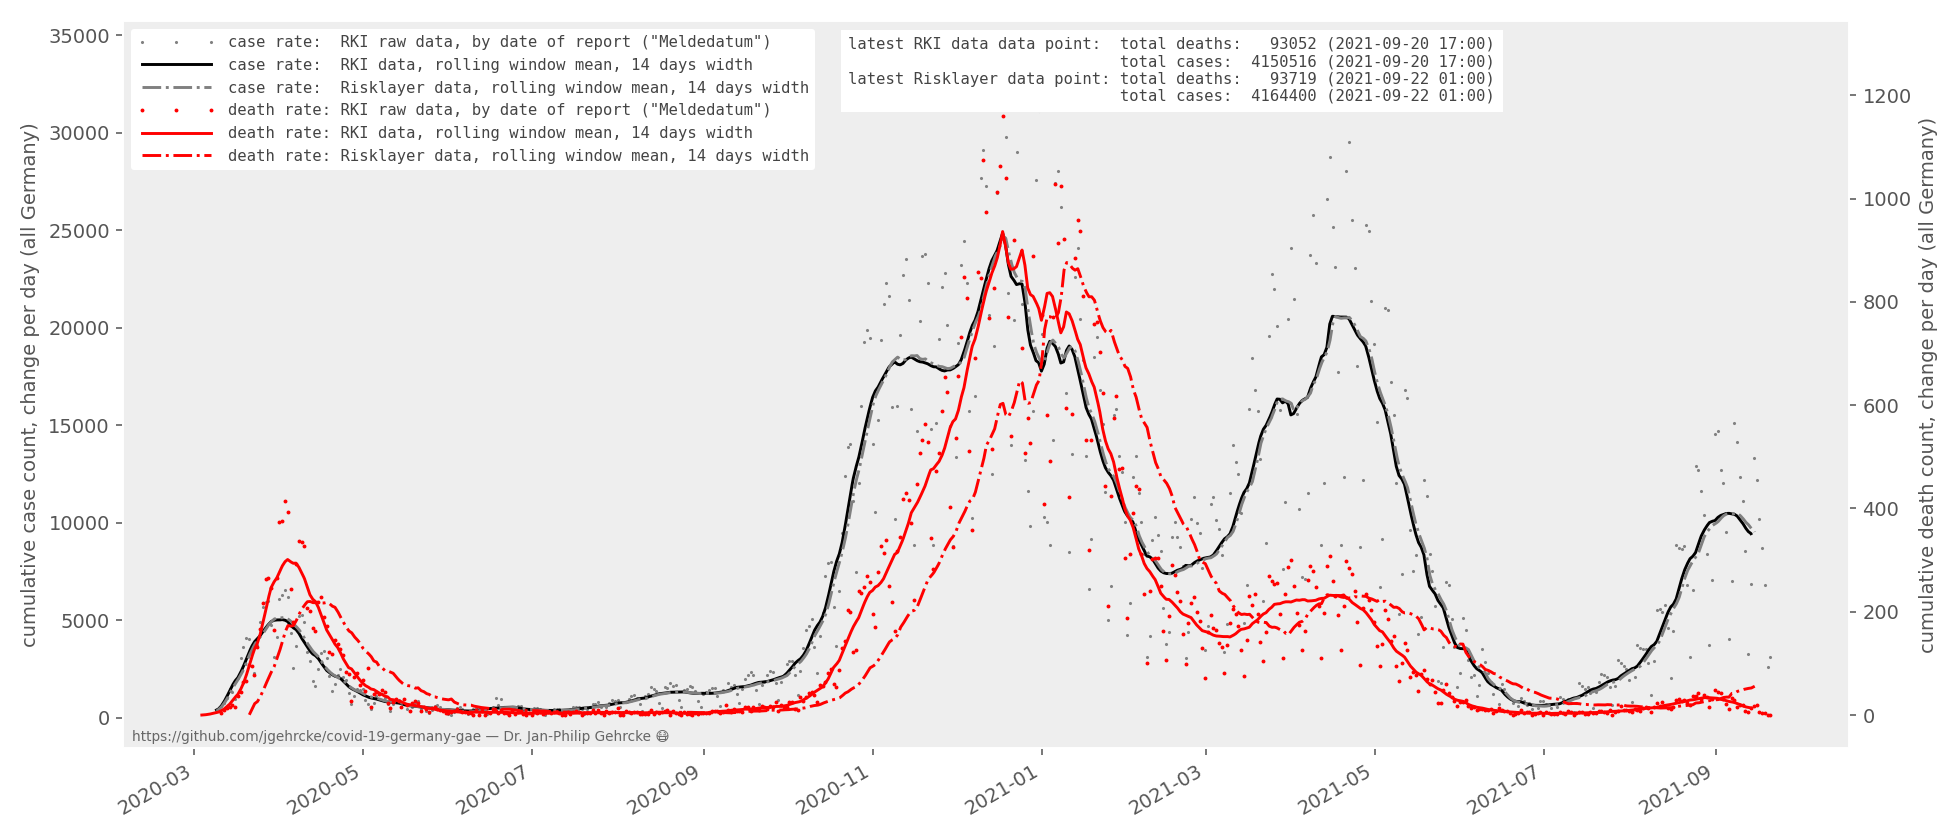 case rate:  RKI raw data, by date of report ("Meldedatum")
case rate:  RKI data, rolling window mean, 14 days width
case rate:  Risklayer data, rolling window mean, 14 days width
death rate: RKI raw data, by date of report ("Meldedatum")
death rate: RKI data, rolling window mean, 14 days width
death rate: Risklayer data, rolling window mean, 14 days width
latest RKI data data point:  total deaths:   93052 (2021-09-20 17:00)
total cases:  4150516 (2021-09-20 17:00)
latest Risklayer data point: total deaths:   93719 (2021-09-22 01:00)
total cases:  4164400 (2021-09-22 01:00)
cumulative case count, change per day (all Germany)
35000
30000
25000
20000
15000
10000
5000
0
1200
1000
800
600
400
200
0
cumulative death count, change per day (all Germany)
https://github.com/jgehrcke/covid-19-germany-gae — Dr. Jan-Philip Gehrcke 😷
2020-03
2020-05
2020-07
2020-09
2020-11
2021-01
2021-03
2021-05
2021-07
2021-09